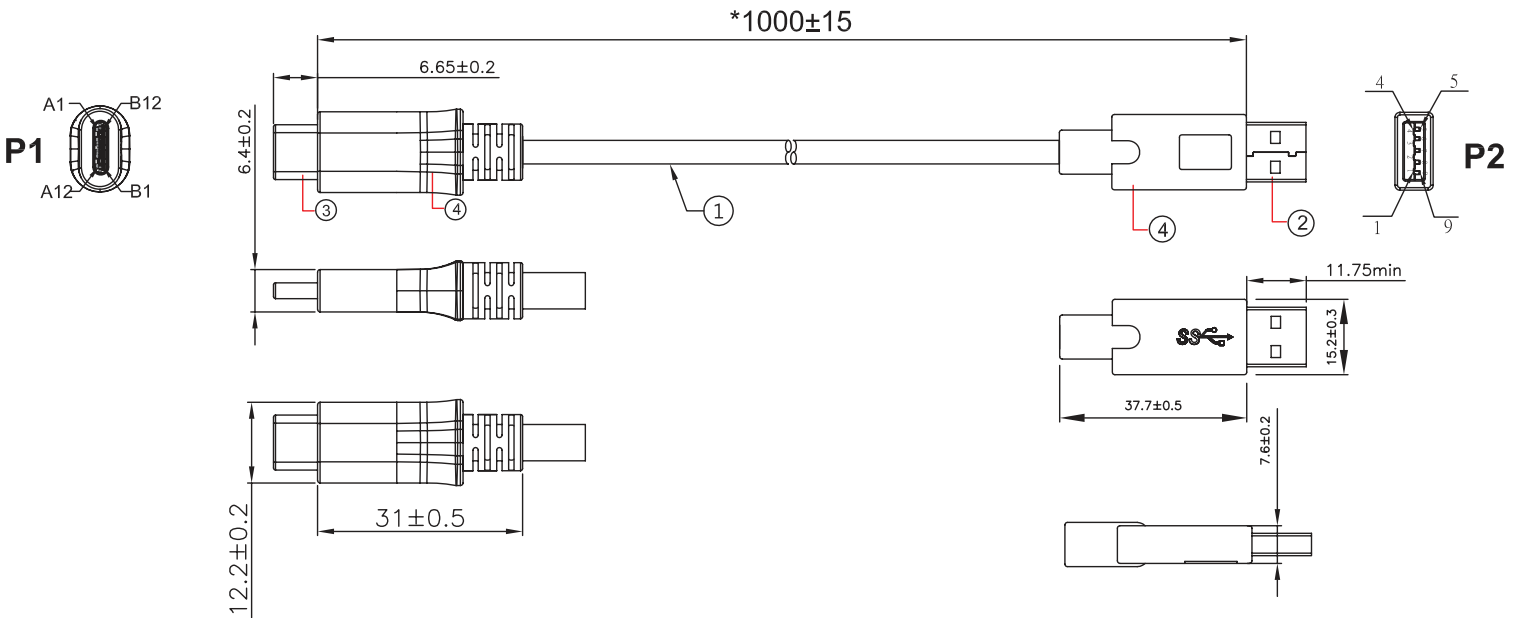 *1000±15
6.65±0.2
A1
B12
P1
A12
B1
6.4±0.2
③
④
①
④
②
4
5
P2
1
9
11.75min
SS
15.2±0.3
37.7±0.5
7.6±0.2
31±0.5
12.2±0.2